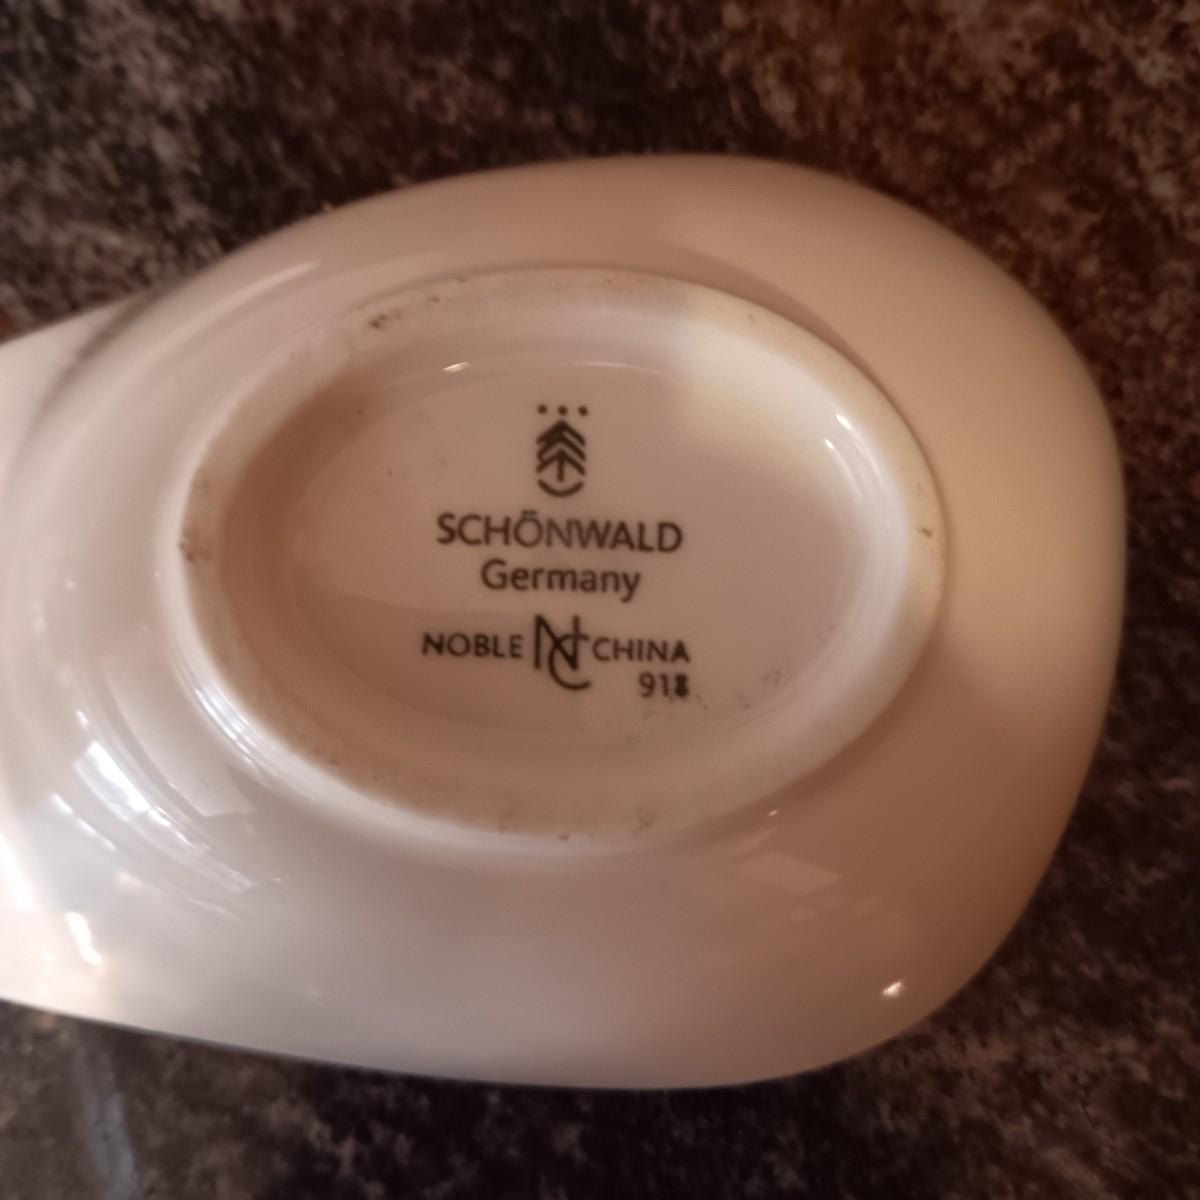 SCHÖNWALD
Germany
NOBLE NC CHINA
918